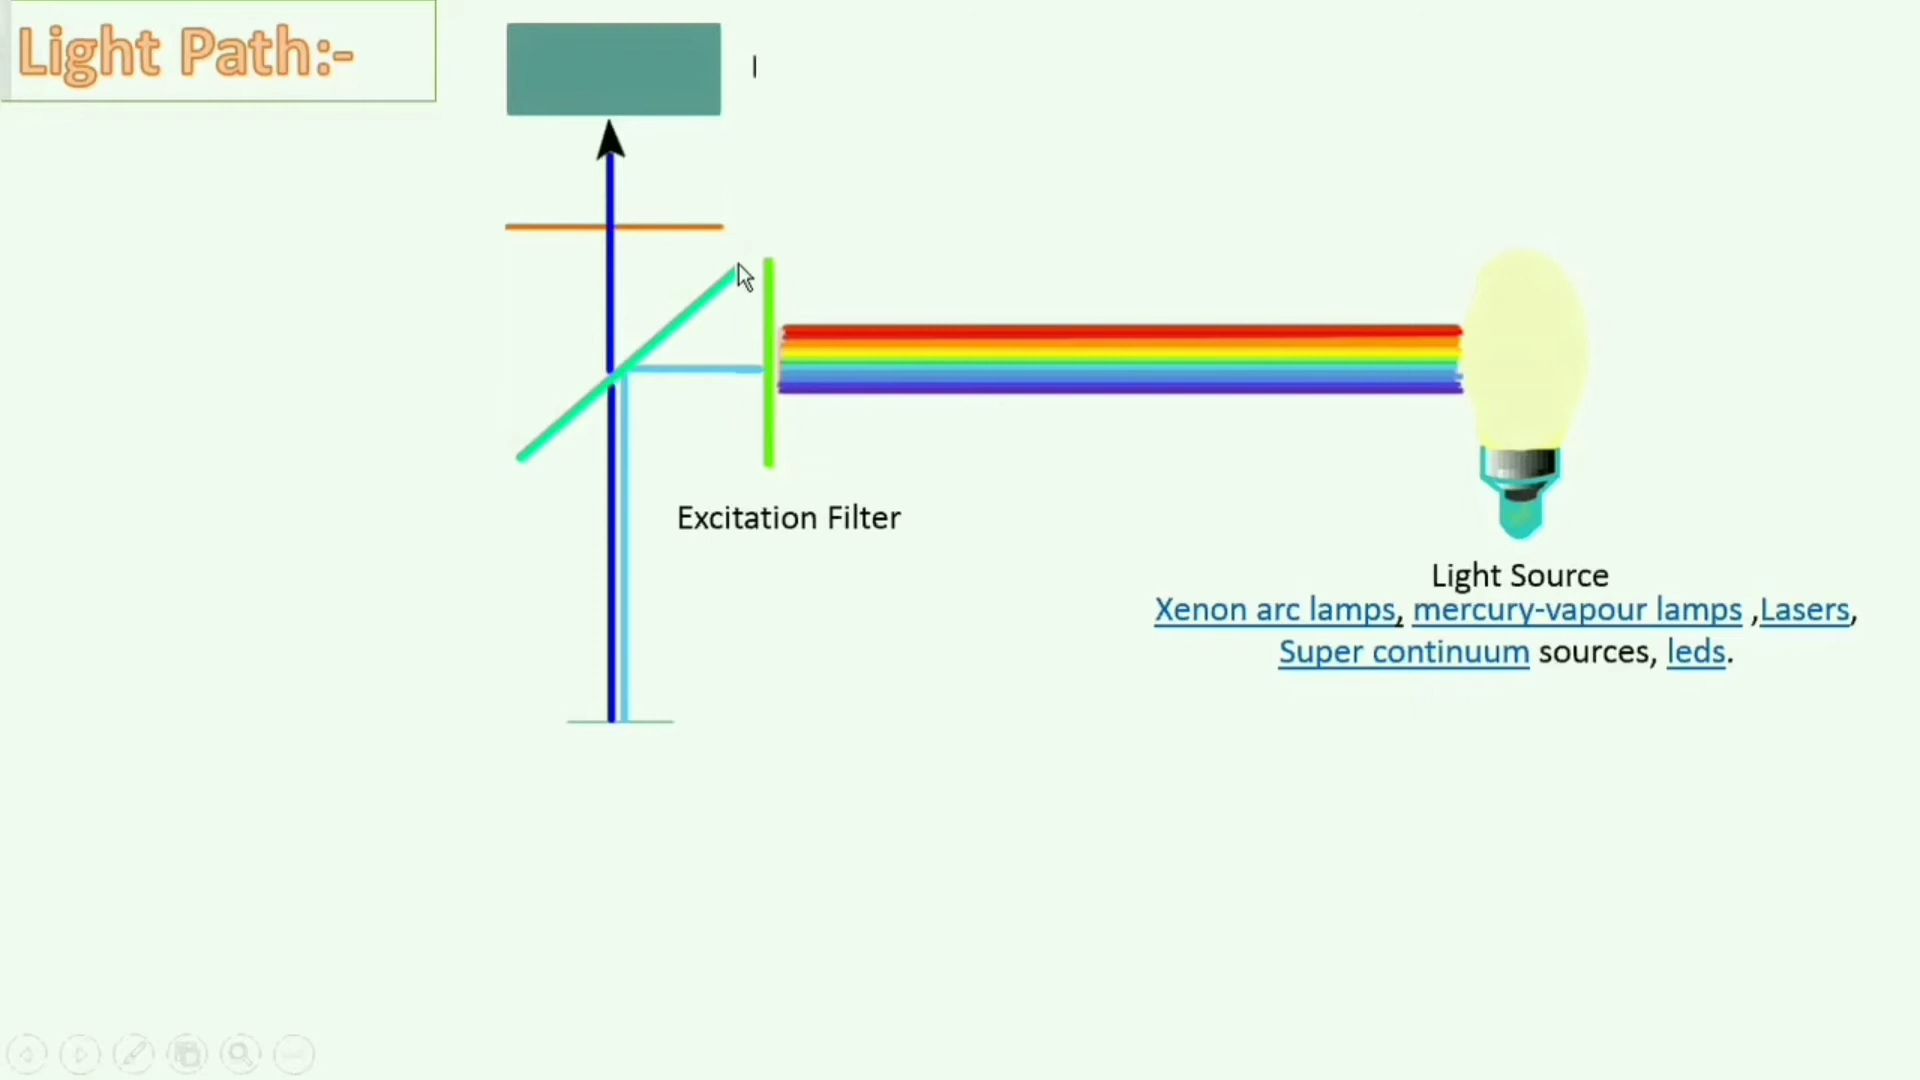 Light Path:-
Excitation Filter
Light Source
Xenon arc lamps, mercury-vapour lamps ,Lasers,
Super continuum sources, leds.